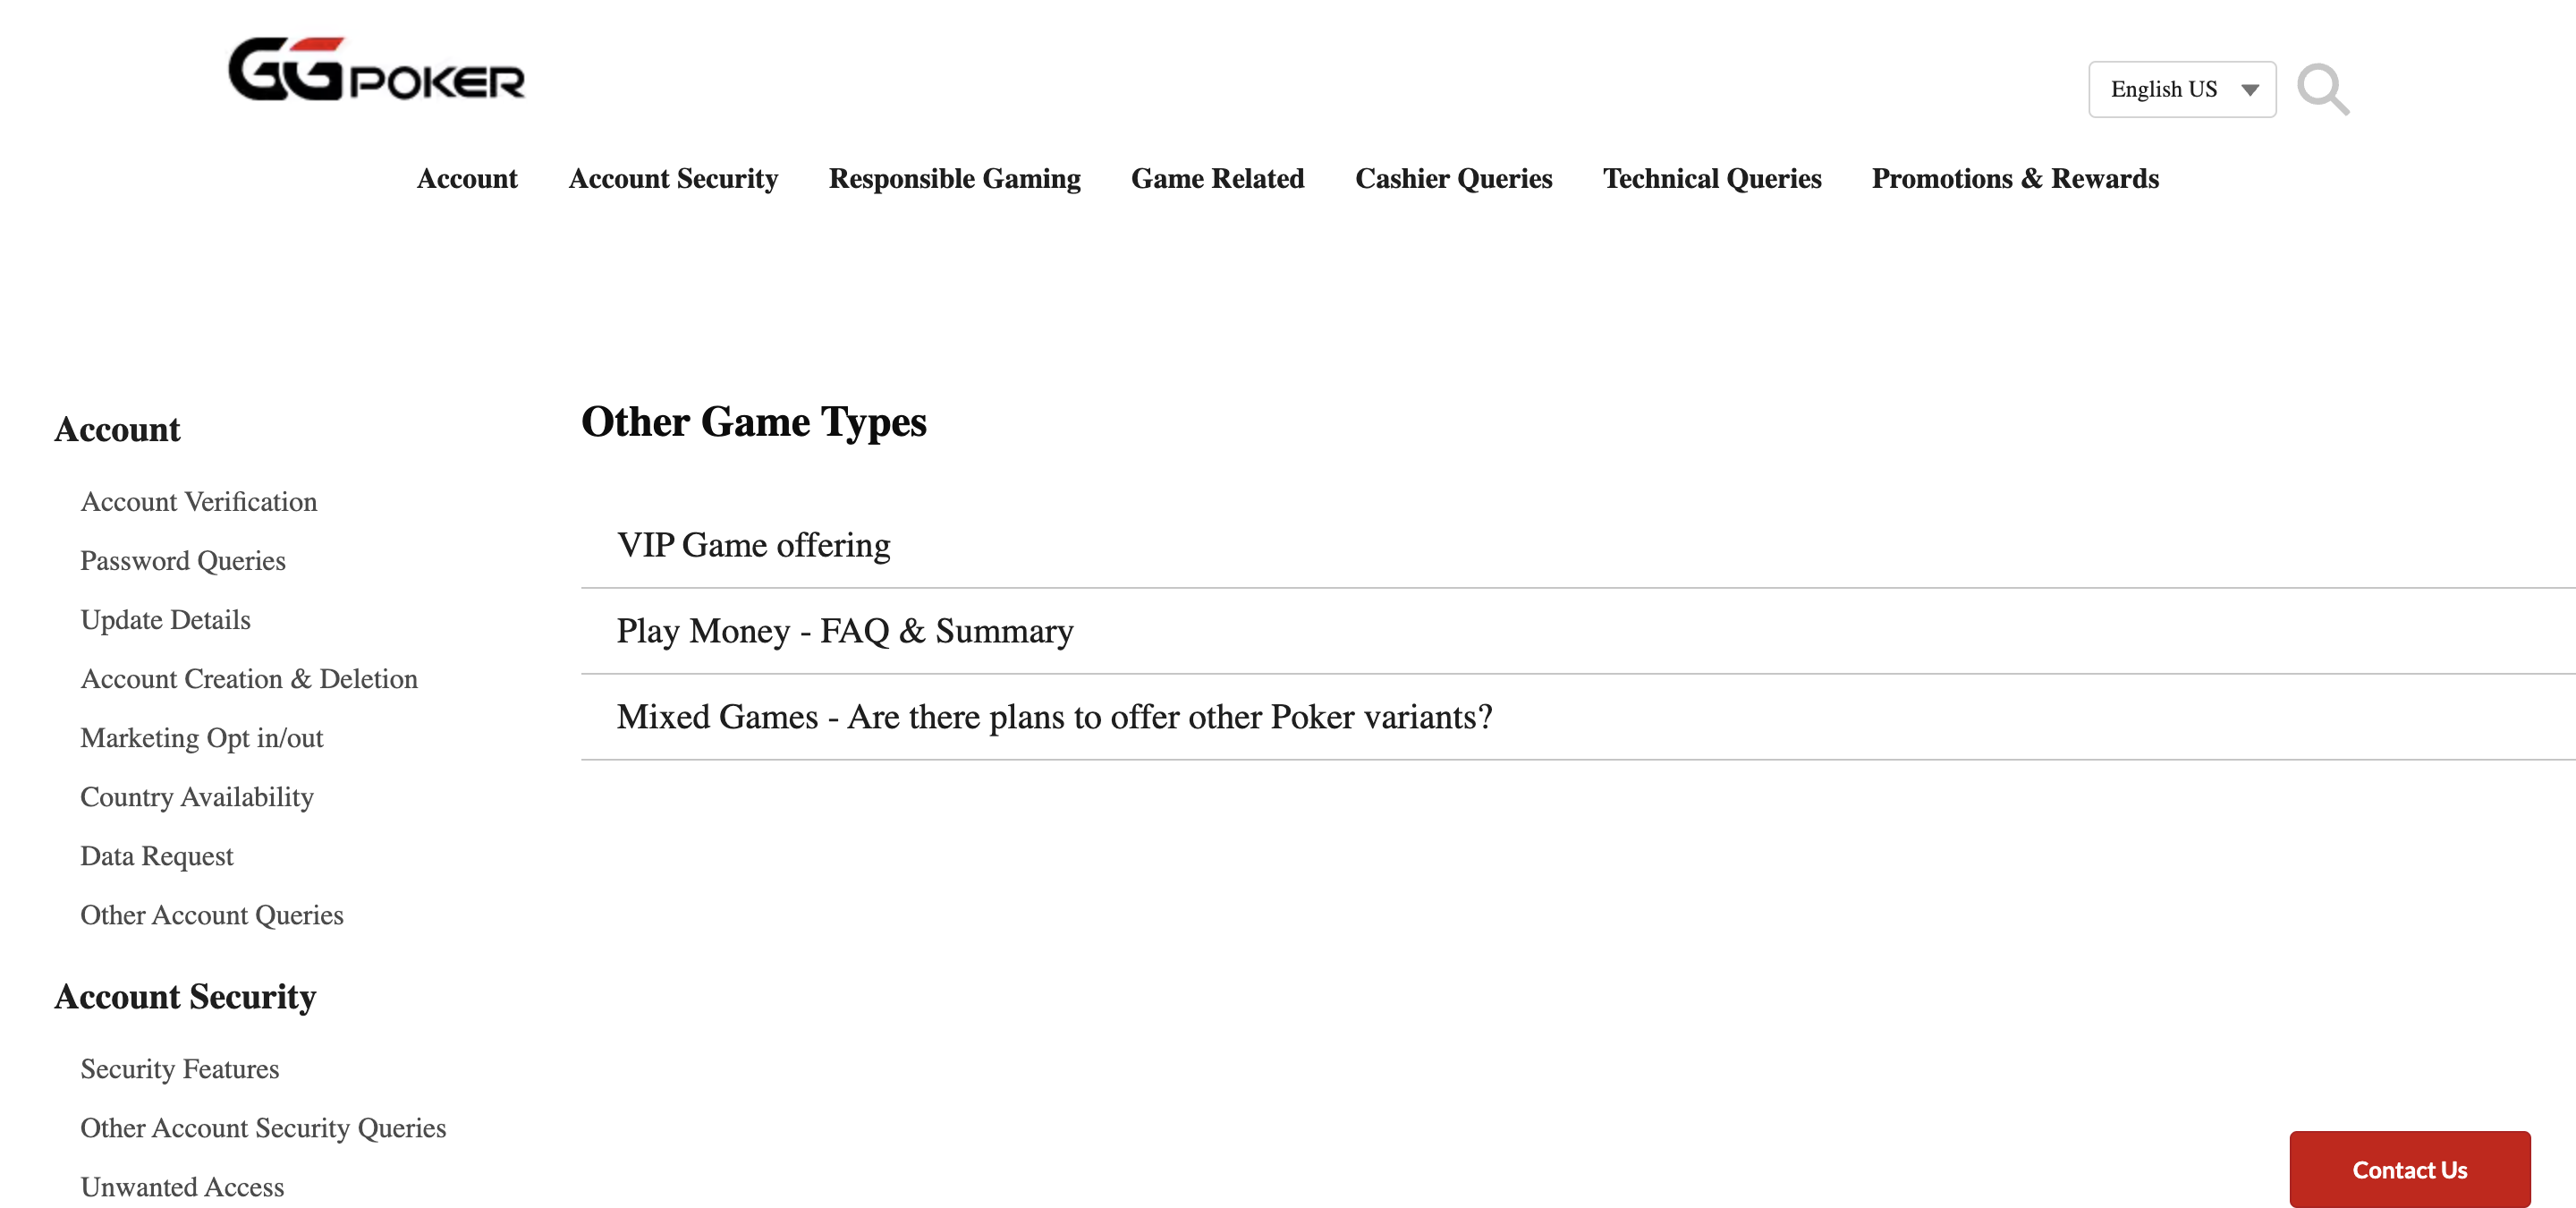 GGPOKER
English US
Account Account Security Responsible Gaming Game Related Cashier Queries Technical Queries Promotions & Rewards
Account
Account Verification
Password Queries
Update Details
Account Creation & Deletion
Marketing Opt in/out
Country Availability
Data Request
Other Account Queries
Account Security
Security Features
Other Account Security Queries
Unwanted Access
Other Game Types
VIP Game offering
Play Money - FAQ & Summary
Mixed Games - Are there plans to offer other Poker variants?
Contact Us